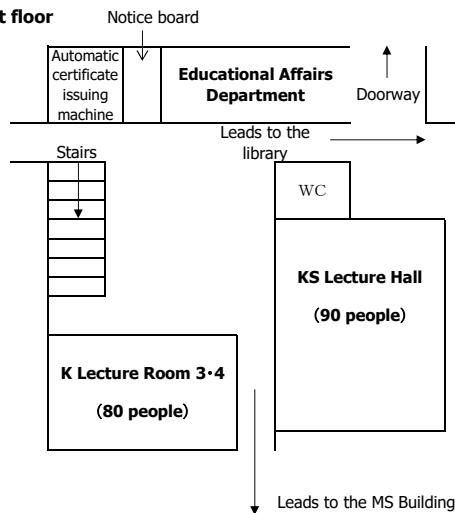 t floor
Notice board
Automatic
certificate
issuing
machine
Educational Affairs
Department
Doorway
Leads to the
library
Stairs
WC
KS Lecture Hall
(90 people)
K Lecture Room 3・4
(80 people)
Leads to the MS Building